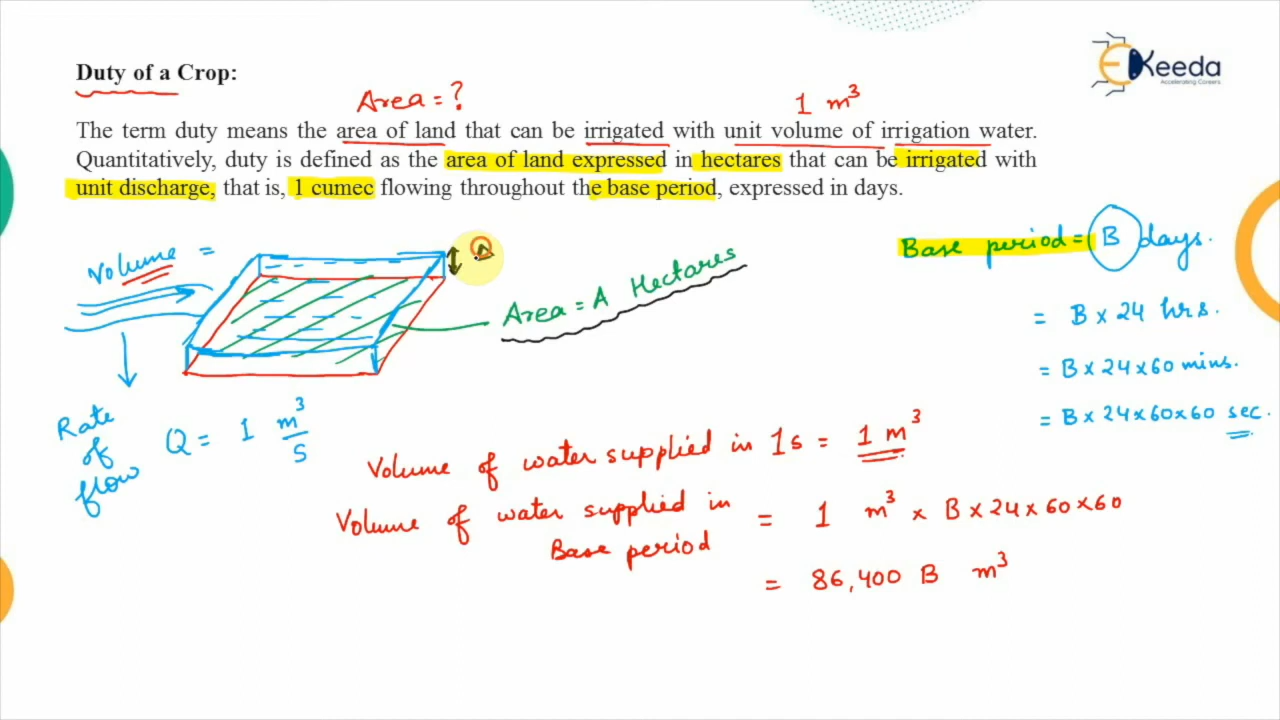 Duty of a Crop:
EKeeda
Accelerating Careers
Area = ?
1 m³
The term duty means the area of land that can be irrigated with unit volume of irrigation water.
Quantitatively, duty is defined as the area of land expressed in hectares that can be irrigated with
unit discharge, that is, 1 cumec flowing throughout the base period, expressed in days.
Volume =
Base period = B days.
Area = A Hectares
= B × 24 hrs.
= B × 24 × 60 mins.
= B × 24 × 60 × 60 sec.
Rate
of
flow
Q = 1 m³/s
Volume of water supplied in 1s = 1 m³
Volume of water supplied in
Base period
= 1 m³ × B × 24 × 60 × 60
= 86,400 B m³